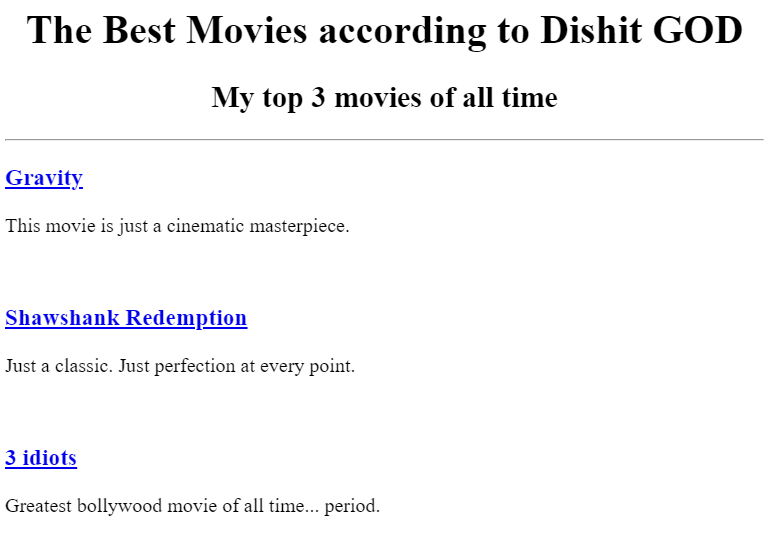 The Best Movies according to Dishit GOD
My top 3 movies of all time
Gravity
This movie is just a cinematic masterpiece.
Shawshank Redemption
Just a classic. Just perfection at every point.
3 idiots
Greatest bollywood movie of all time... period.